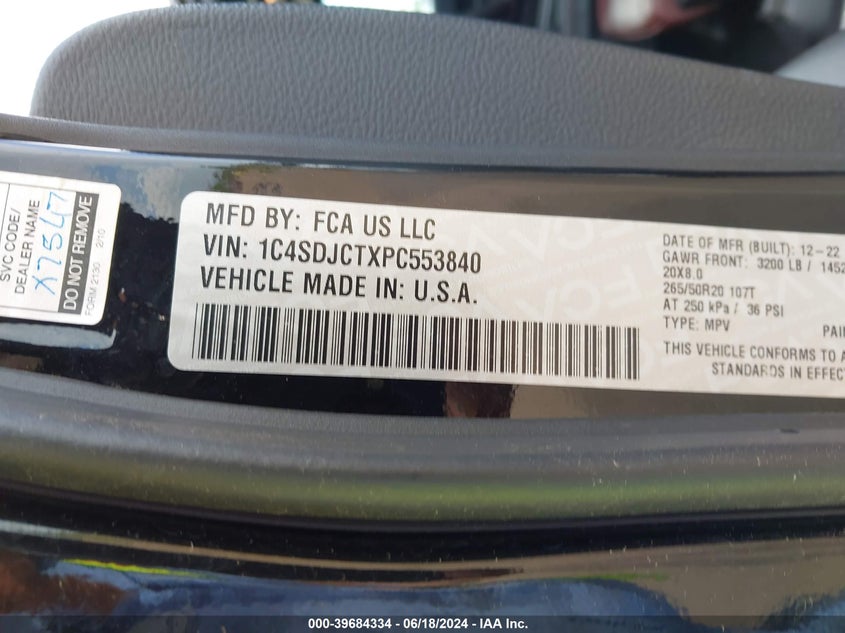 SVC CODE/
DEALER NAME
X7547
DO NOT REMOVE
FORM 2130 2/10
MFD BY: FCA US LLC
VIN: 1C4SDJCTXPC553840
VEHICLE MADE IN: U.S.A.
DATE OF MFR (BUILT): 12-22
GAWR FRONT: 3200 LB / 1452
20X8.0
265/50R20 107T
AT 250 kPa / 36 PSI
TYPE: MPV PAI
THIS VEHICLE CONFORMS TO A
STANDARDS IN EFFECT
000-39684334 - 06/18/2024 - IAA Inc.